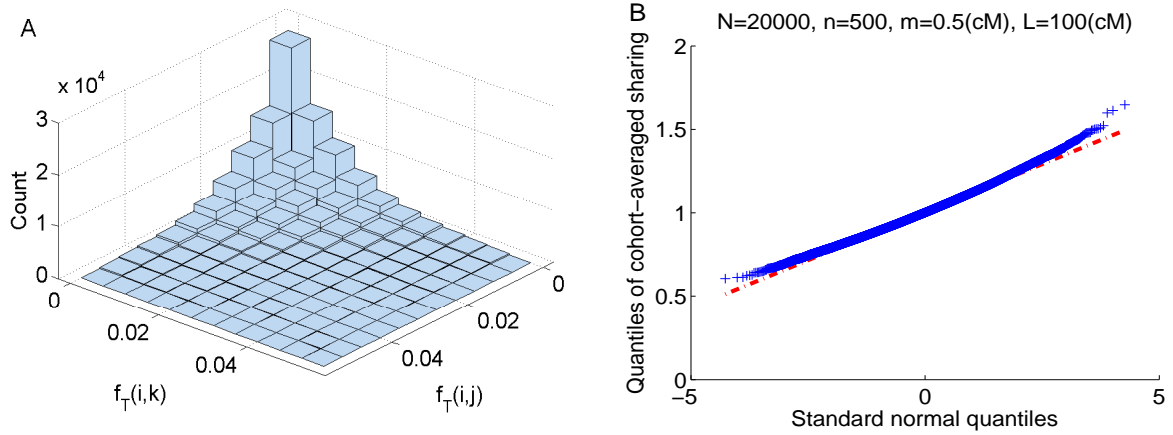 A
x 10^4
3
2
1
0
Count
0
0.02
0.04
f_T(i,k)
0
0.02
0.04
f_T(i,j)
B
N=20000, n=500, m=0.5(cM), L=100(cM)
Quantiles of cohort−averaged sharing
2
1.5
1
0.5
0
−5
0
5
Standard normal quantiles